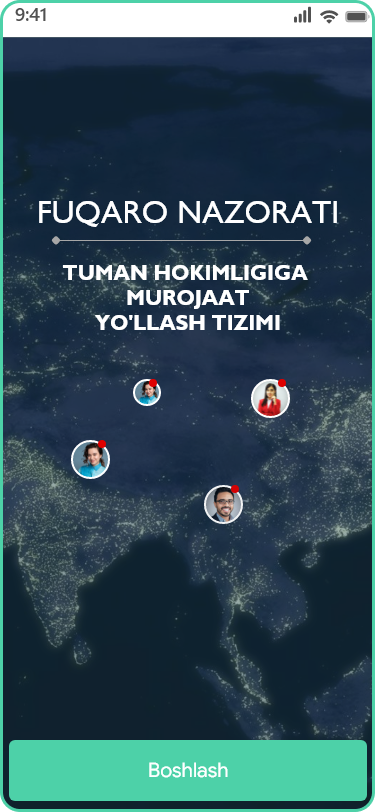 9:41
FUQARO NAZORATI
TUMAN HOKIMLIGIGA
MUROJAAT
YO'LLASH TIZIMI
Boshlash